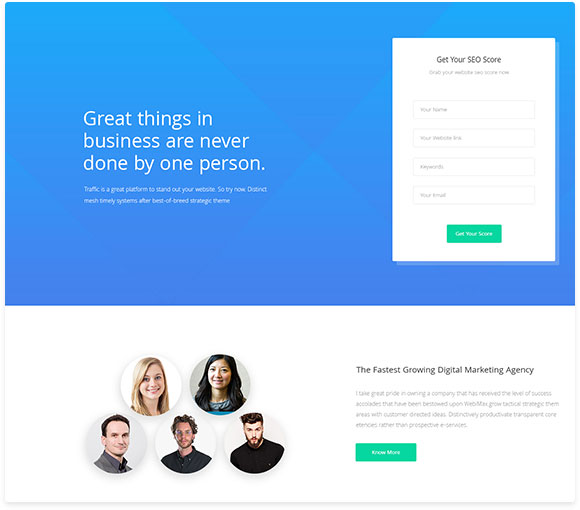 Great things in
business are never
done by one person.
Traffic is a great platform to stand out your website. So try now. Distinct
mesh timely systems after best-of-breed strategic theme
Get Your SEO Score
Grab your website seo score now
Your Name
Your Website link
Keywords
Your Email
Get Your Score
The Fastest Growing Digital Marketing Agency
I take great pride in owning a company that has received the level of success
accolades that have been bestowed upon WebiMax.grow tactical strategic them
areas with customer directed ideas. Distinctively productivate transparent core
etencies rather than prospective e-services.
Know More